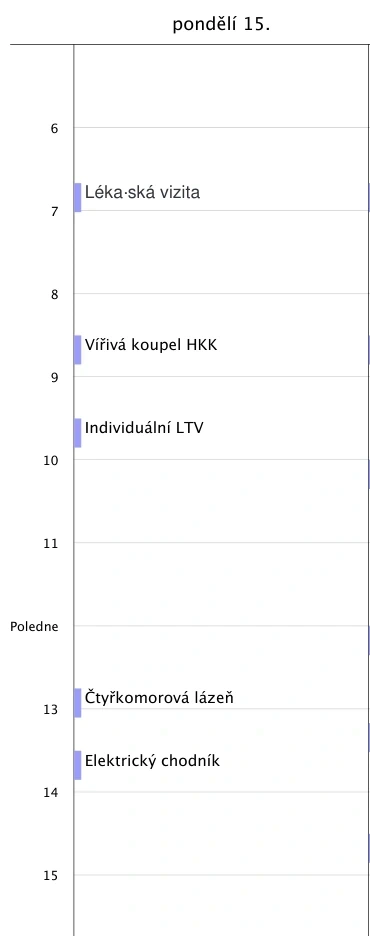 pondělí 15.
6
Léka·ská vizita
7
8
Vířivá koupel HKK
9
Individuální LTV
10
11
Poledne
Čtyřkomorová lázeň
13
Elektrický chodník
14
15